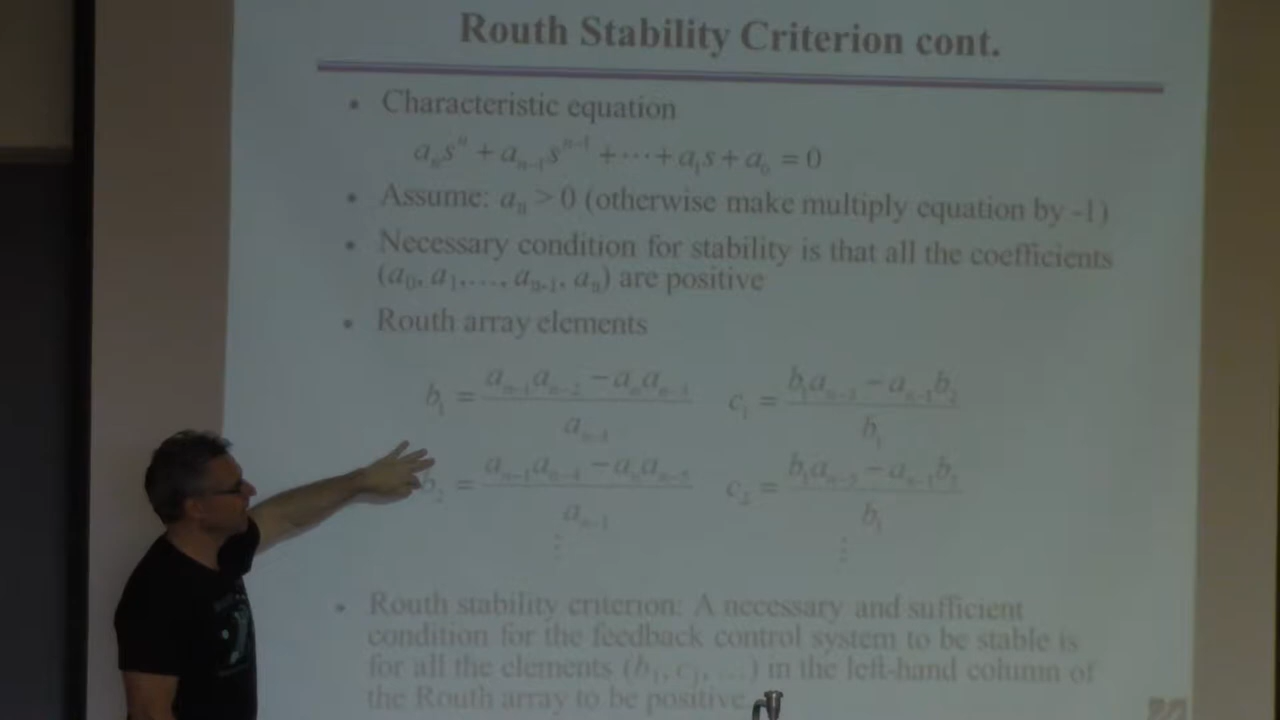 Routh Stability Criterion cont.
• Characteristic equation
aₙsⁿ + aₙ₋₁sⁿ⁻¹ + ⋯ + a₁s + a₀ = 0
• Assume: aₙ > 0 (otherwise make multiply equation by -1)
• Necessary condition for stability is that all the coefficients
(a₀, a₁,…, aₙ₋₁, aₙ) are positive
• Routh array elements
b₁ = (aₙ₋₁aₙ₋₂ − aₙaₙ₋₃) / aₙ₋₁    c₁ = (b₁aₙ₋₃ − aₙ₋₁b₂) / b₁
b₂ = (aₙ₋₁aₙ₋₄ − aₙaₙ₋₅) / aₙ₋₁    c₂ = (b₁aₙ₋₅ − aₙ₋₁b₃) / b₁
⋮    ⋮
• Routh stability criterion: A necessary and sufficient
condition for the feedback control system to be stable is
for all the elements (b₁, c₁, …) in the left-hand column of
the Routh array to be positive.